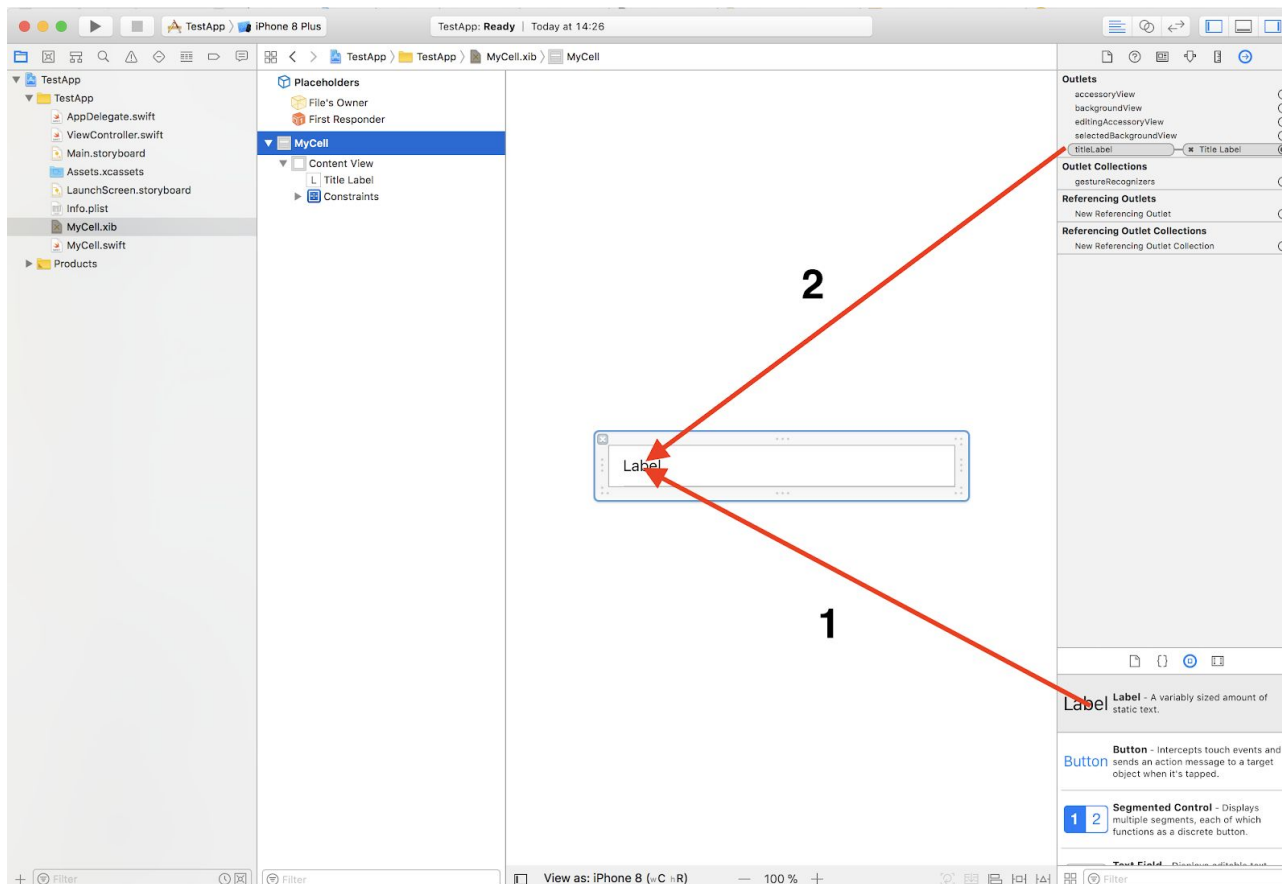 TestApp iPhone 8 Plus
TestApp: Ready | Today at 14:26
TestApp
TestApp
AppDelegate.swift
ViewController.swift
Main.storyboard
Assets.xcassets
LaunchScreen.storyboard
Info.plist
MyCell.xib
MyCell.swift
Products
Filter
TestApp TestApp MyCell.xib MyCell
Placeholders
File's Owner
First Responder
MyCell
Content View
L Title Label
Constraints
Filter
2
Label
1
View as: iPhone 8 (wC hR) — 100 % +
Outlets
accessoryView
backgroundView
editingAccessoryView
selectedBackgroundView
titleLabel Title Label
Outlet Collections
gestureRecognizers
Referencing Outlets
New Referencing Outlet
Referencing Outlet Collections
New Referencing Outlet Collection
{}
Label
Label - A variably sized amount of
static text.
Button
Button - Intercepts touch events and
sends an action message to a target
object when it's tapped.
1 2
Segmented Control - Displays
multiple segments, each of which
functions as a discrete button.
Text Field - Displays editable text
Filter